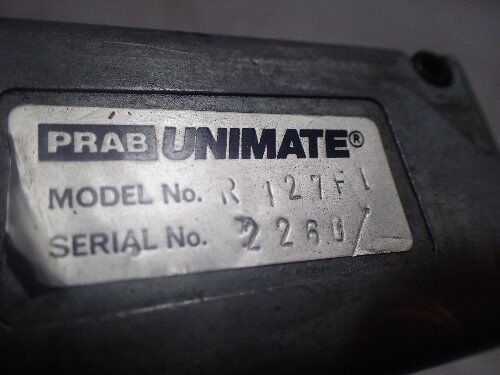 PRAB UNIMATE®
MODEL No. R 127F1
SERIAL No. 2260/